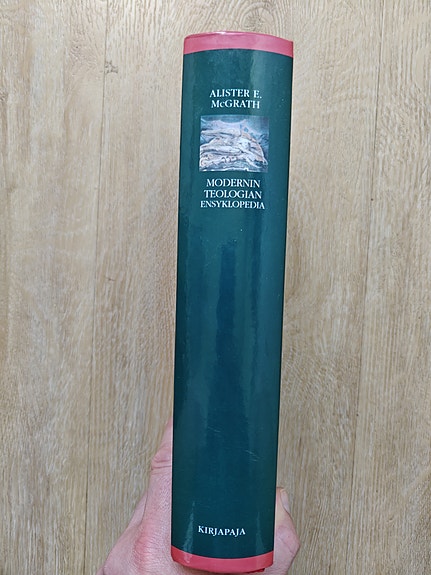 ALISTER E.
McGRATH
MODERNIN
TEOLOGIAN
ENSYKLOPEDIA
KIRJAPAJA